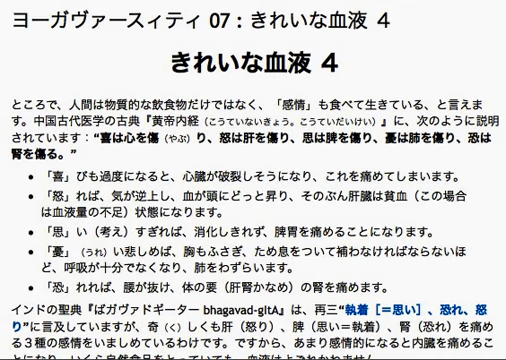 ヨーガヴァースィティ 07：きれいな血液 4
きれいな血液 4
ところで、人間は物質的な飲食物だけではなく、「感情」も食べて生きている、と言えま
す。中国古代医学の古典『黄帝内経（こうていないきょう。こうていだいけい）』に、次のように説明
されています：“喜は心を傷（やぶ）り、怒は肝を傷り、思は脾を傷り、憂は肺を傷り、恐は
腎を傷る。”
• 「喜」びも過度になると、心臓が破裂しそうになり、これを痛めてしまいます。
• 「怒」れば、気が逆上し、血が頭にどっと昇り、そのぶん肝臓は貧血（この場合
は血液量の不足）状態になります。
• 「思」い（考え）すぎれば、消化しきれず、脾胃を痛めることになります。
• 「憂」（うれ）い悲しめば、胸もふさぎ、ため息をついて補わなければならないほ
ど、呼吸が十分でなくなり、肺をわずらいます。
• 「恐」れれば、腰が抜け、体の要（肝腎かなめ）の腎を痛めます。
インドの聖典『ばガヴァドギーター bhagavad-gItA』は、再三“執着［＝思い］、恐れ、怒
り”に言及していますが、奇（く）しくも肝（怒り）、脾（思い＝執着）、腎（恐れ）を痛め
る３種の感情をいましめているわけです。ですから、あまり感情的になると内臓を痛めるこ